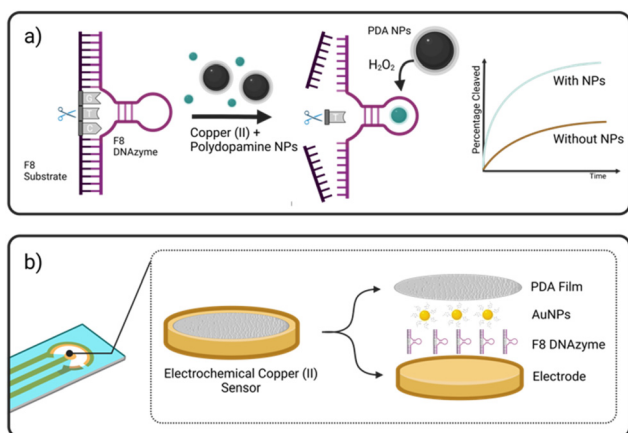 a)
F8
Substrate
F8
DNAzyme
Copper (II) +
Polydopamine NPs
PDA NPs
H₂O₂
Percentage Cleaved
With NPs
Without NPs
Time
b)
Electrochemical Copper (II)
Sensor
PDA Film
AuNPs
F8 DNAzyme
Electrode